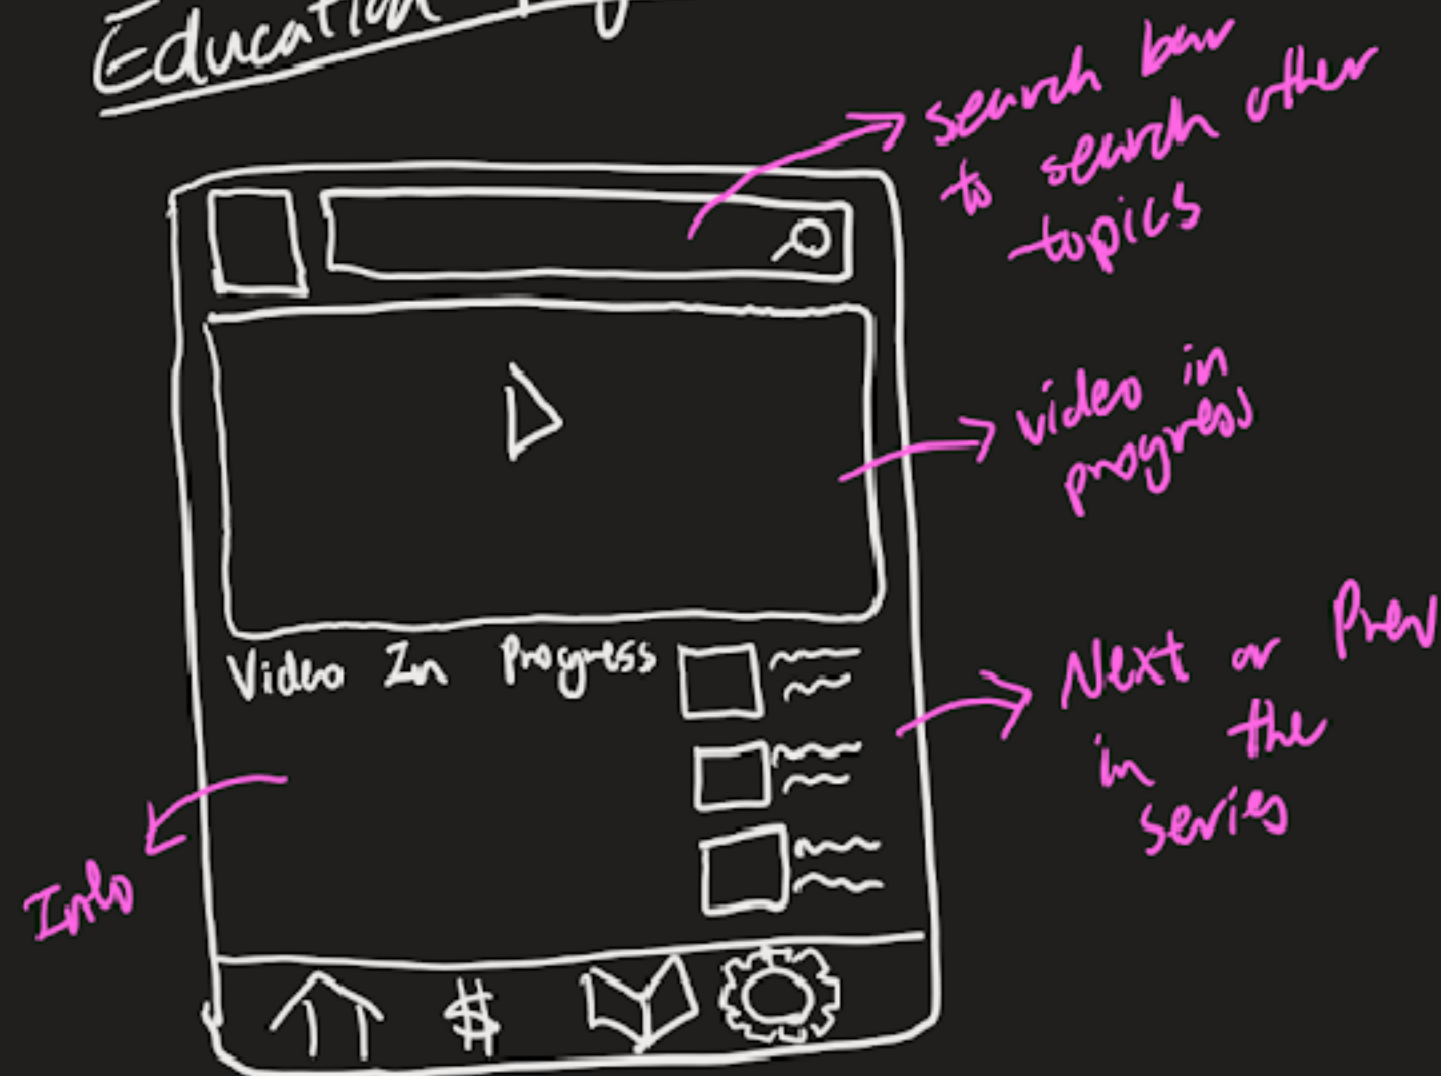 Education
search bar
to search other
topics
video in
progress
Video In Progress
Next or Prev
in the
series
Info
$